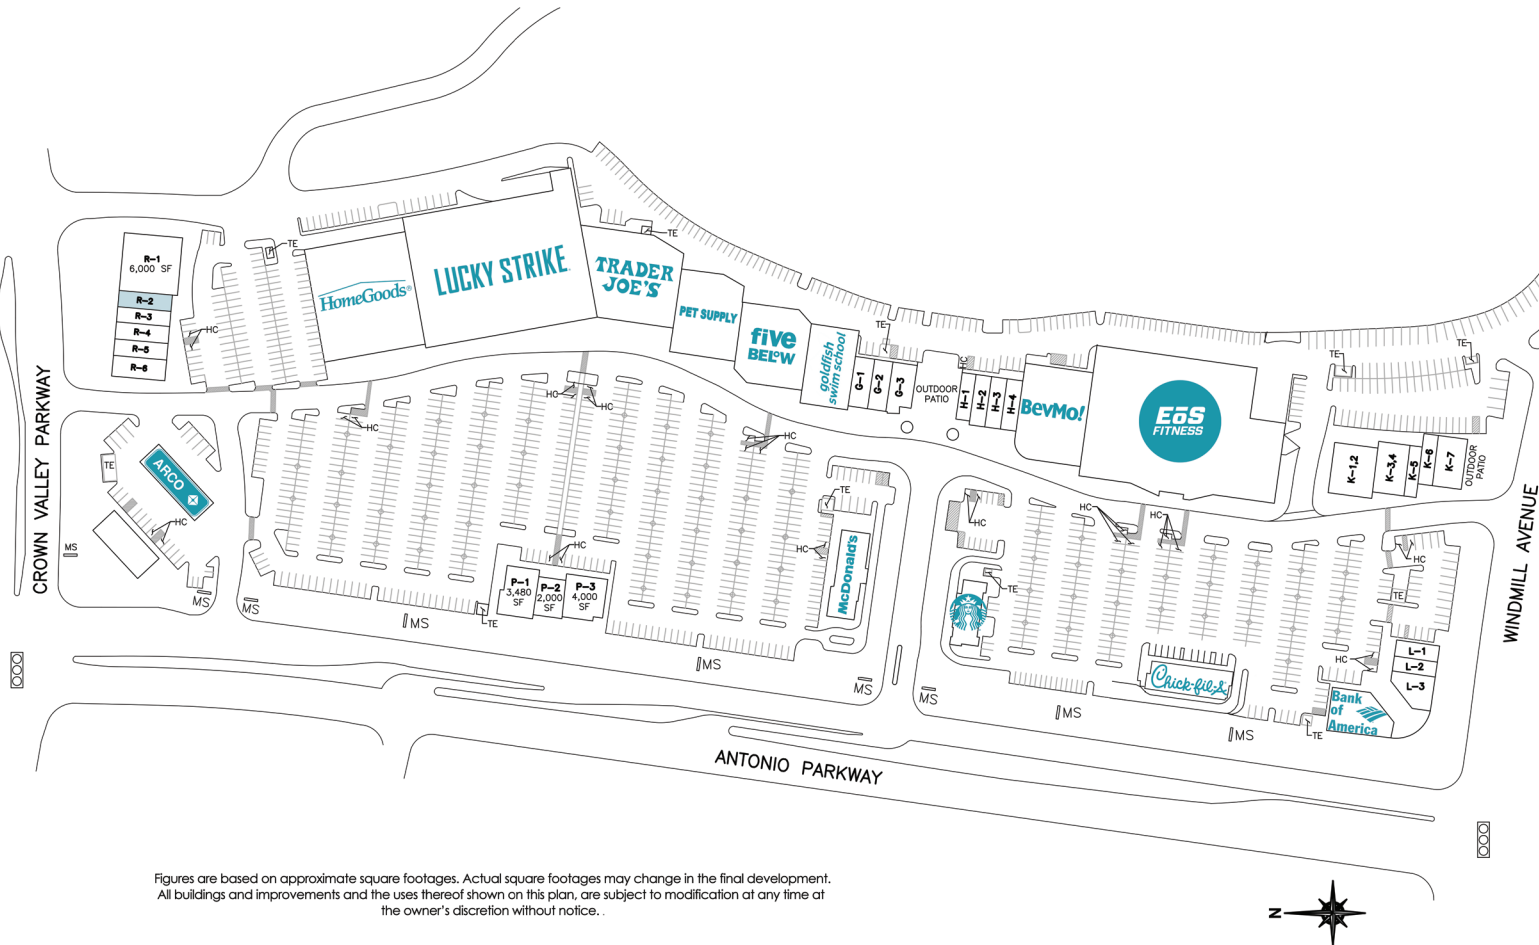 R-1
6,000 SF
R-2
R-3
R-4
R-5
R-6
HC
TE
HomeGoods®
LUCKY STRIKE
TRADER
JOE'S
TE
PET SUPPLY
five
BELOW
goldfish
swim school
TE
G-1
G-2
G-3
OUTDOOR
PATIO
HC
H-1
H-2
H-3
H-4
BevMo!
EōS
FITNESS
TE
TE
K-1,2
K-3,4
K-5
K-6
K-7
OUTDOOR
PATIO
CROWN VALLEY PARKWAY
TE
ARCO
HC
MS
MS
MS
HC
HC
HC
HC
HC
P-1
3,480
SF
P-2
2,000
SF
P-3
4,000
SF
TE
MS
MS
TE
HC
McDonald's
MS
MS
HC
TE
HC
HC
Chick-fil-A
MS
MS
HC
TE
HC
L-1
L-2
L-3
Bank
of
America
TE
WINDMILL AVENUE
ANTONIO PARKWAY
Figures are based on approximate square footages. Actual square footages may change in the final development.
All buildings and improvements and the uses thereof shown on this plan, are subject to modification at any time at
the owner's discretion without notice. .
N